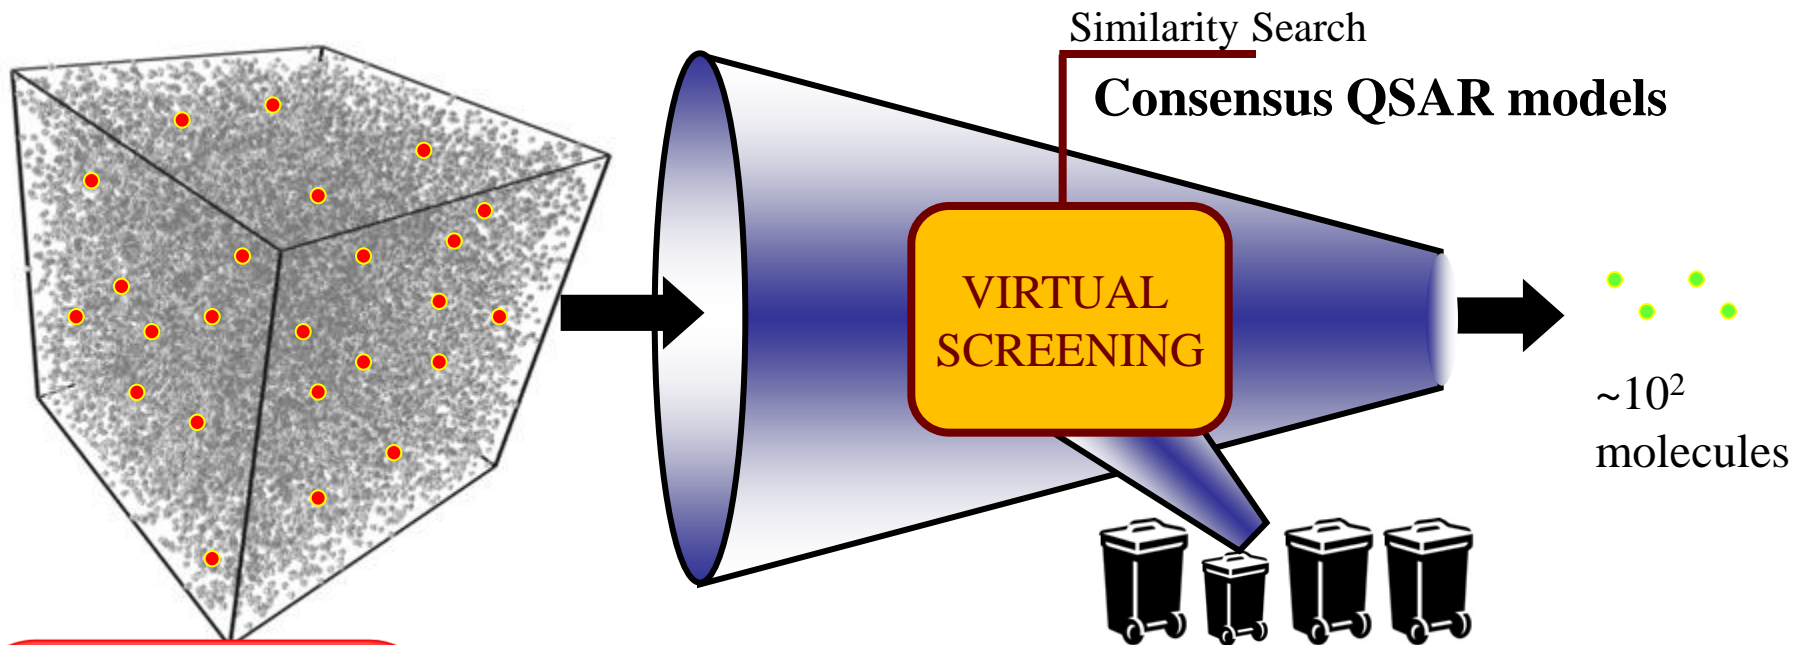 Similarity Search
Consensus QSAR models
VIRTUAL
SCREENING
~10²
molecules